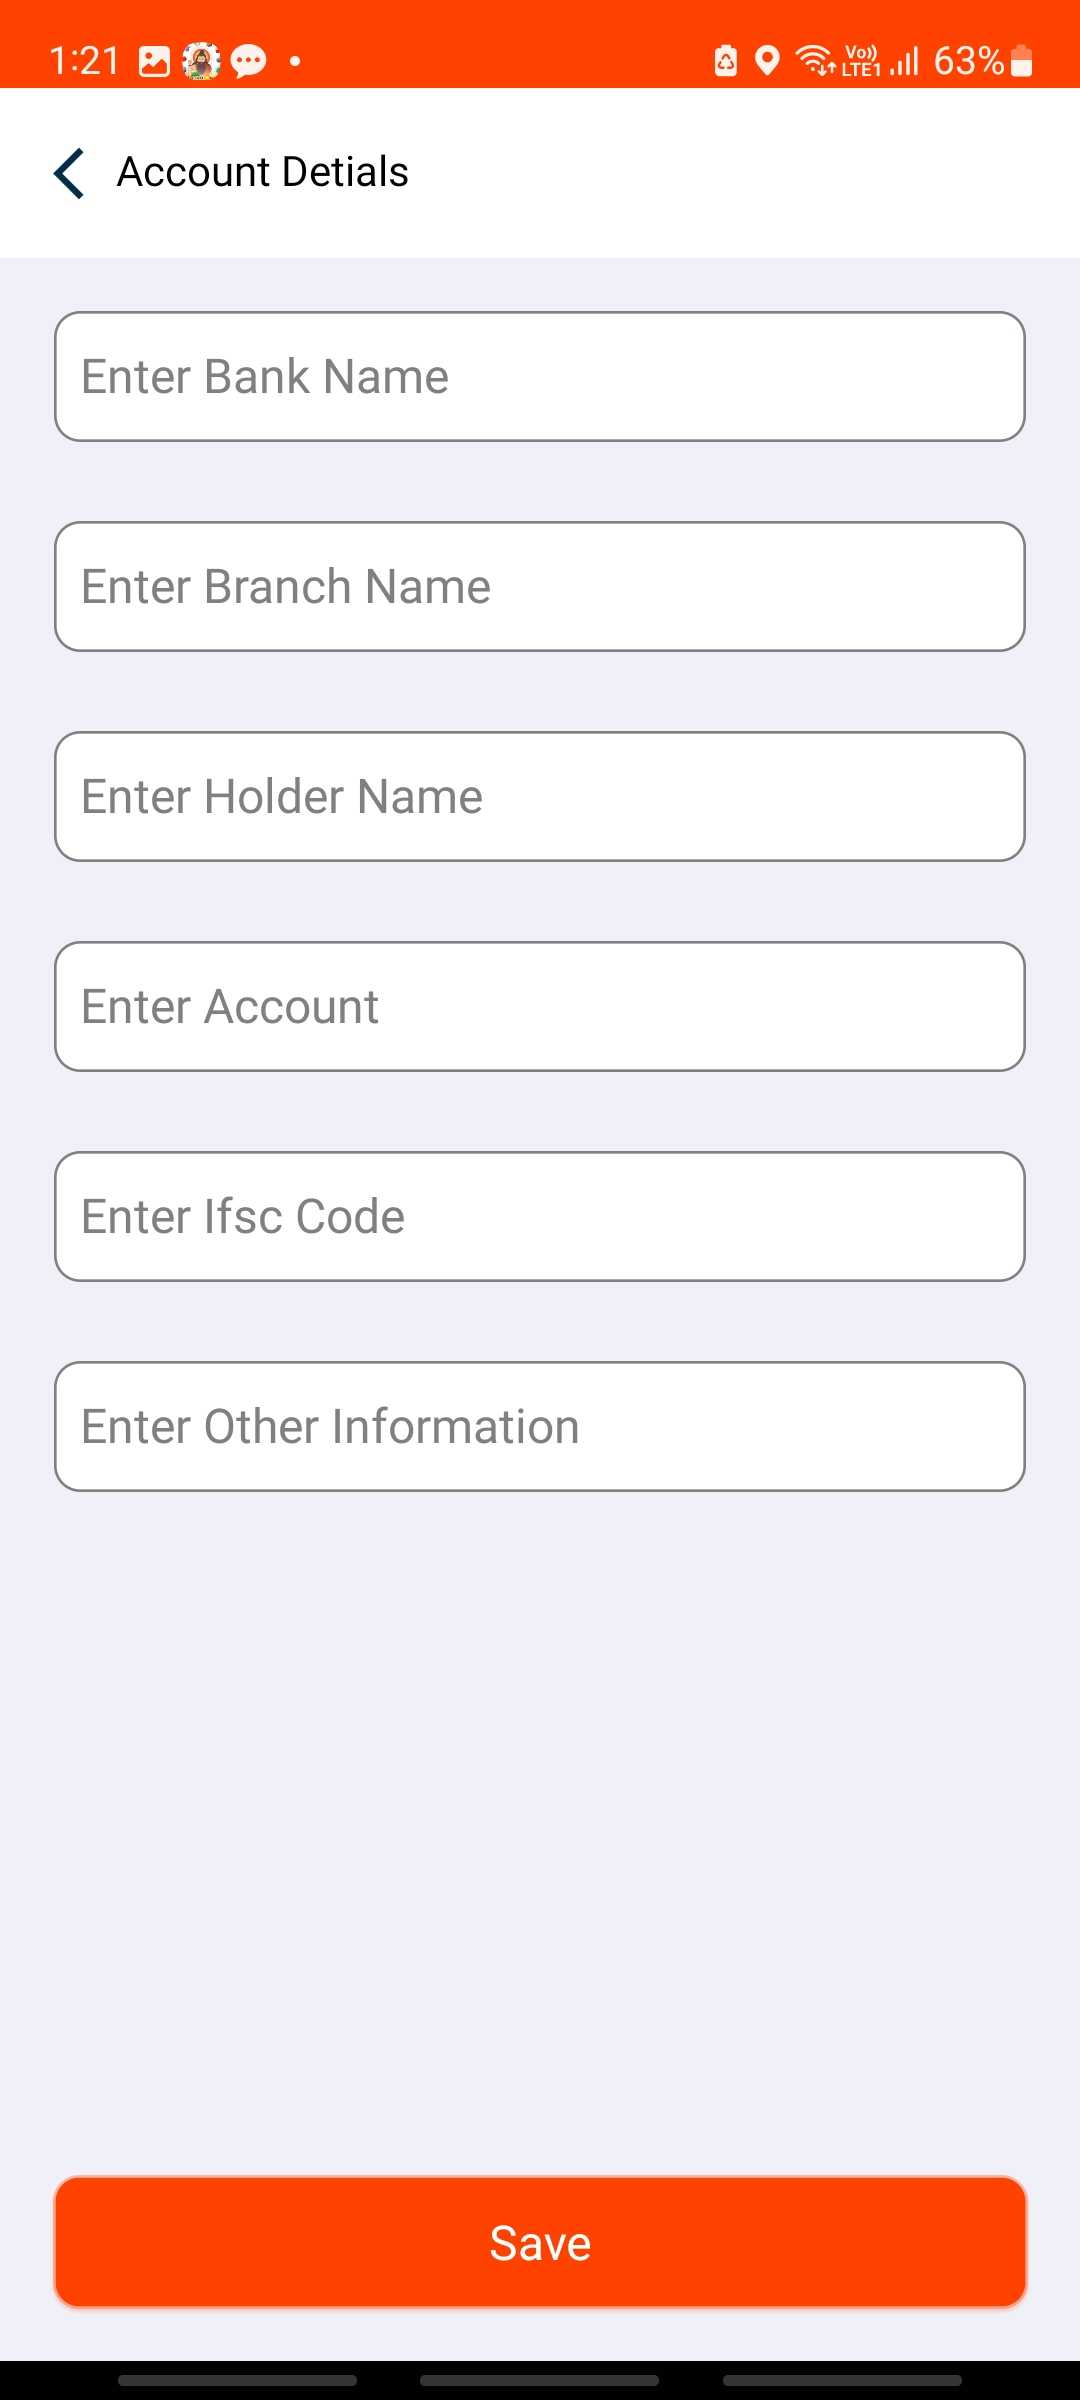 1:21 Vo)) LTE1 63%
Account Detials
Enter Bank Name
Enter Branch Name
Enter Holder Name
Enter Account
Enter Ifsc Code
Enter Other Information
Save